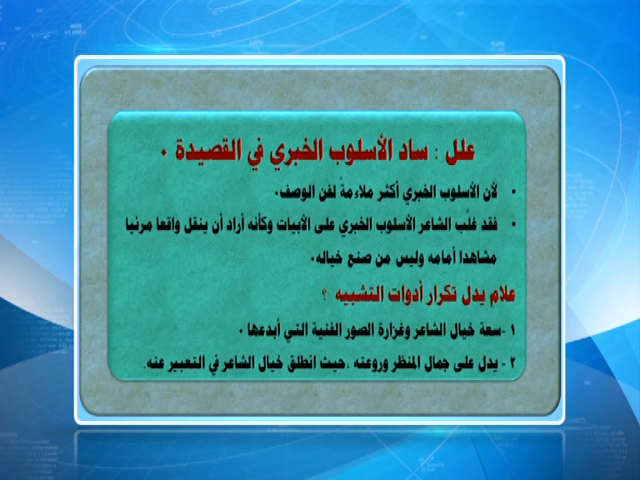 علل : ساد الأسلوب الخبري في القصيدة .
• لأن الأسلوب الخبري أكثر ملاءمةً لفن الوصف.
• فقد غلّب الشاعر الأسلوب الخبري على الأبيات وكأنه أراد أن ينقل واقعا مرئيا
مشاهدا أمامه وليس من صنع خياله.
علام يدل تكرار أدوات التشبيه ؟
١ -سعة خيال الشاعر وغزارة الصور الفنية التي أبدعها .
٢ - يدل على جمال المنظر وروعته ،حيث انطلق خيال الشاعر في التعبير عنه.